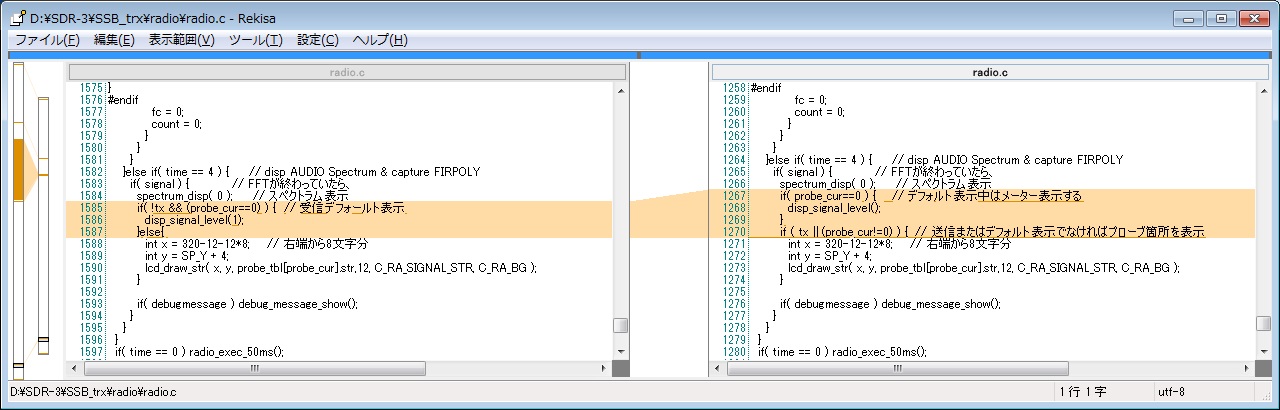 D:¥SDR-3¥SSB_trx¥radio¥radio.c - Rekisa
ファイル(F) 編集(E) 表示範囲(V) ツール(T) 設定(C) ヘルプ(H)
radio.c
1575 }
1576 #endif
1577 fc = 0;
1578 count = 0;
1579 }
1580 }
1581 }
1582 }else if( time == 4 ) { // disp AUDIO Spectrum & capture FIRPOLY
1583 if( signal ) { // FFTが終わっていたら、
1584 spectrum_disp( 0 ); // スペクトラム表示
1585 if( !tx && (probe_cur==0) ) { // 受信デフォールト表示
1586 disp_signal_level(1);
1587 }else{
1588 int x = 320-12-12*8; // 右端から8文字分
1589 int y = SP_Y + 4;
1590 lcd_draw_str( x, y, probe_tbl[probe_cur].str,12, C_RA_SIGNAL_STR, C_RA_BG );
1591 }
1592
1593 if( debugmessage ) debug_message_show();
1594 }
1595 }
1596 }
1597 if( time == 0 ) radio_exec_50ms();
radio.c
1258 #endif
1259 fc = 0;
1260 count = 0;
1261 }
1262 }
1263 }
1264 }else if( time == 4 ) { // disp AUDIO Spectrum & capture FIRPOLY
1265 if( signal ) { // FFTが終わっていたら、
1266 spectrum_disp( 0 ); // スペクトラム表示
1267 if( probe_cur==0 ) { // デフォルト表示中はメーター表示する
1268 disp_signal_level();
1269 }
1270 if ( tx || (probe_cur!=0) ) { // 送信またはデフォルト表示でなければプローブ箇所を表示
1271 int x = 320-12-12*8; // 右端から8文字分
1272 int y = SP_Y + 4;
1273 lcd_draw_str( x, y, probe_tbl[probe_cur].str,12, C_RA_SIGNAL_STR, C_RA_BG );
1274 }
1275
1276 if( debugmessage ) debug_message_show();
1277 }
1278 }
1279 }
1280 if( time == 0 ) radio_exec_50ms();
D:¥SDR-3¥SSB_trx¥radio¥radio.c 1行 1字 utf-8